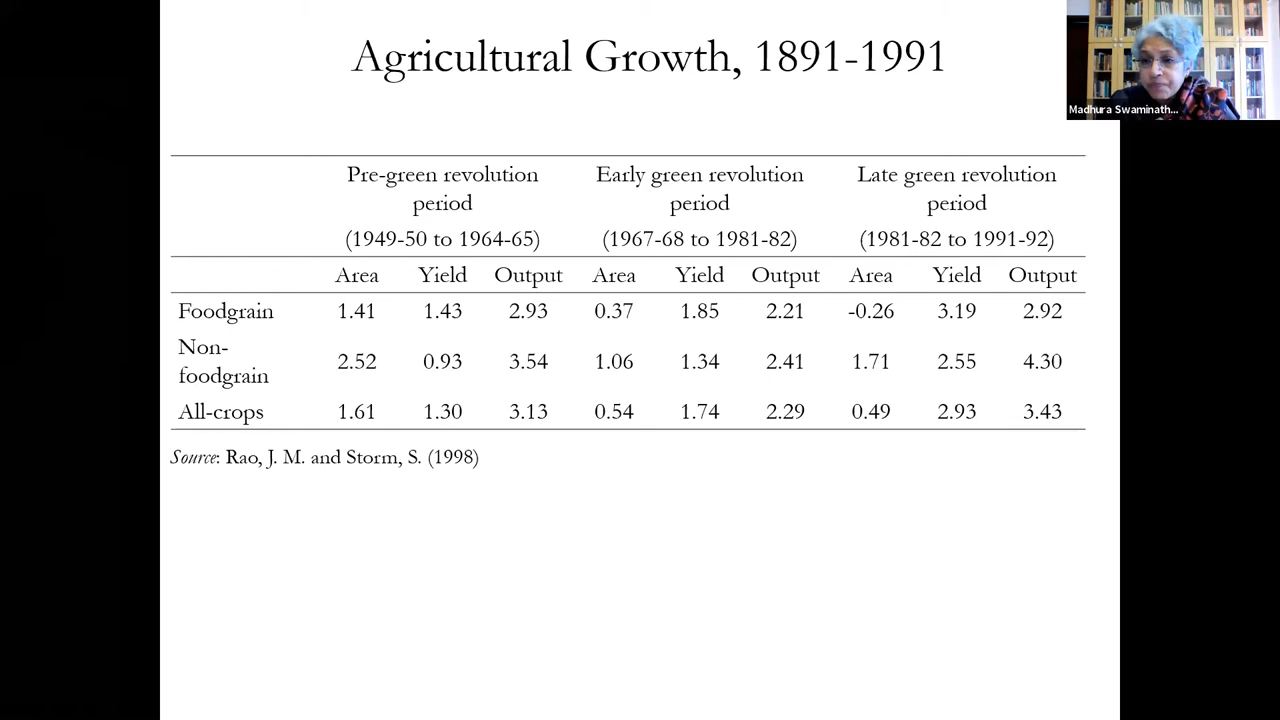 Agricultural Growth, 1891-1991
Madhura Swaminath...
Pre-green revolution period (1949-50 to 1964-65) Early green revolution period (1967-68 to 1981-82) Late green revolution period (1981-82 to 1991-92)
Area Yield Output Area Yield Output Area Yield Output
Foodgrain 1.41 1.43 2.93 0.37 1.85 2.21 -0.26 3.19 2.92
Non-
foodgrain 2.52 0.93 3.54 1.06 1.34 2.41 1.71 2.55 4.30
All-crops 1.61 1.30 3.13 0.54 1.74 2.29 0.49 2.93 3.43
Source: Rao, J. M. and Storm, S. (1998)